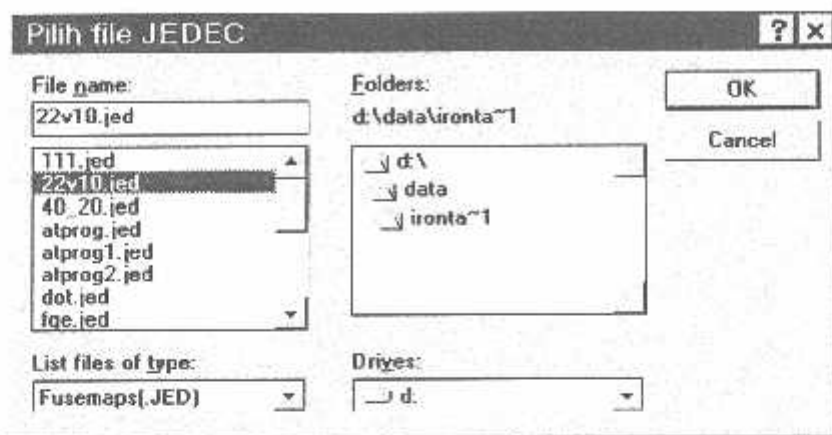 Pilih file JEDEC
File name:
22v10.jed
111.jed
22v10.jed
40_20.jed
atprog.jed
atprog1.jed
atprog2.jed
dot.jed
fqe.jed
List files of type:
Fusemaps(.JED)
Folders:
d:\data\ironta~1
d:\
data
ironta~1
Drives:
d:
OK
Cancel